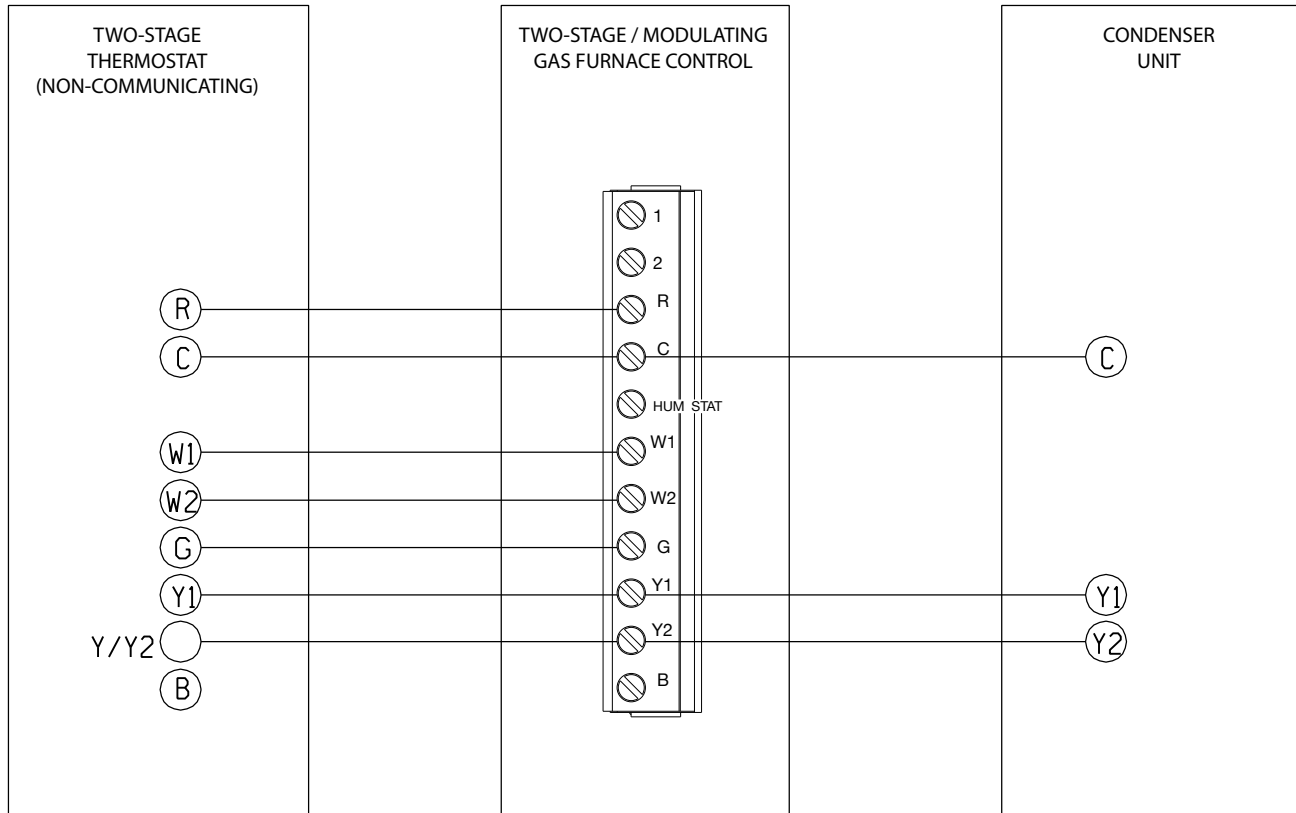 TWO-STAGE
THERMOSTAT
(NON-COMMUNICATING)
TWO-STAGE / MODULATING
GAS FURNACE CONTROL
CONDENSER
UNIT
1
2
R R
C C C
HUM STAT
W1 W1
W2 W2
G G
Y1 Y1 Y1
Y/Y2 Y2 Y2
B B